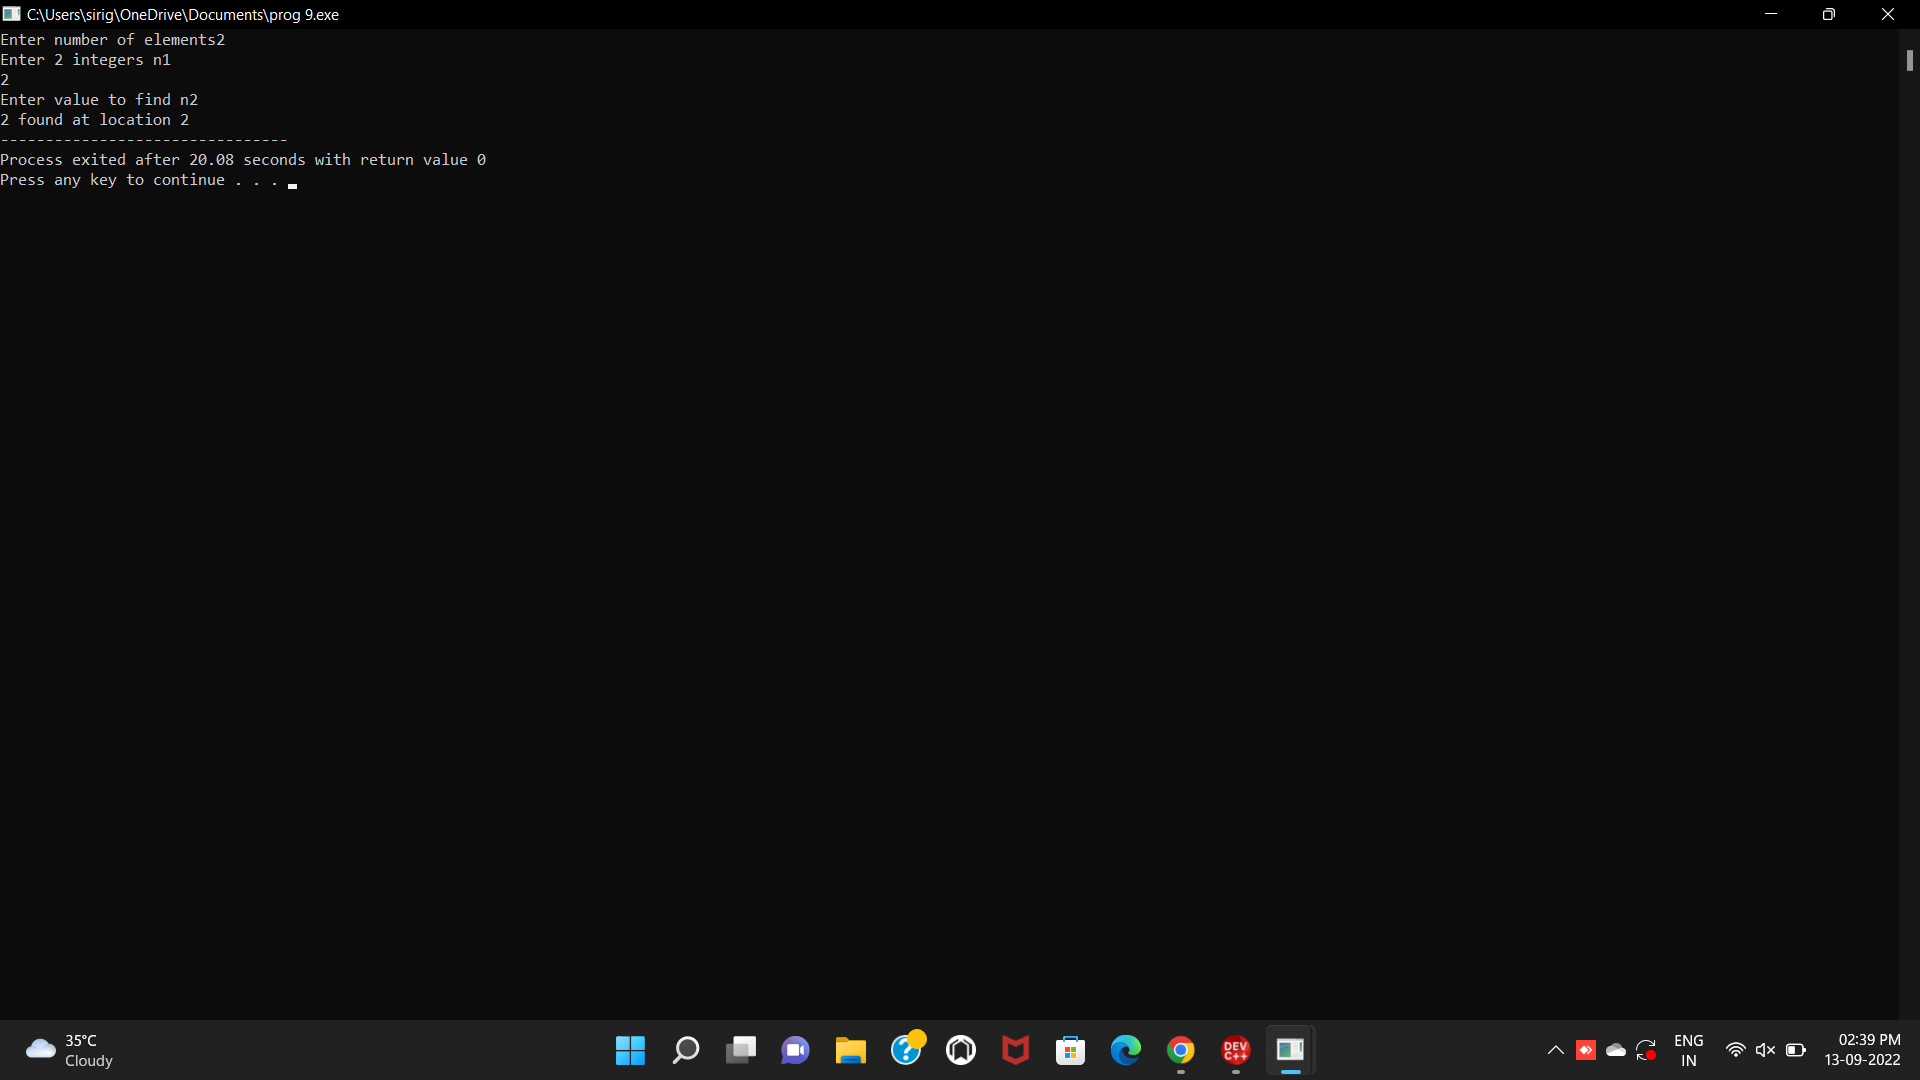 C:\Users\sirig\OneDrive\Documents\prog 9.exe
Enter number of elements2
Enter 2 integers n1
2
Enter value to find n2
2 found at location 2
--------------------------------
Process exited after 20.08 seconds with return value 0
Press any key to continue . . .
35°C
Cloudy
DEV
C++
ENG
IN
02:39 PM
13-09-2022